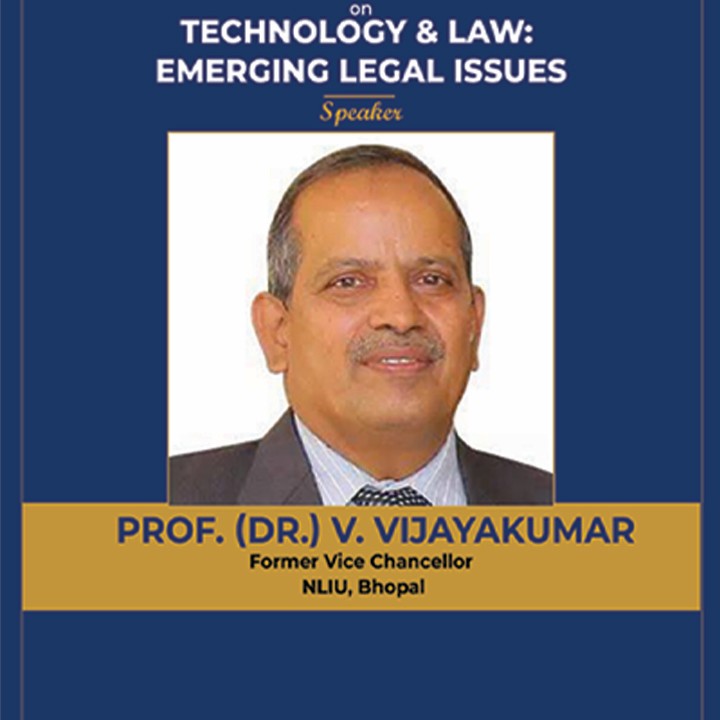 on
TECHNOLOGY & LAW:
EMERGING LEGAL ISSUES
Speaker
PROF. (DR.) V. VIJAYAKUMAR
Former Vice Chancellor
NLIU, Bhopal